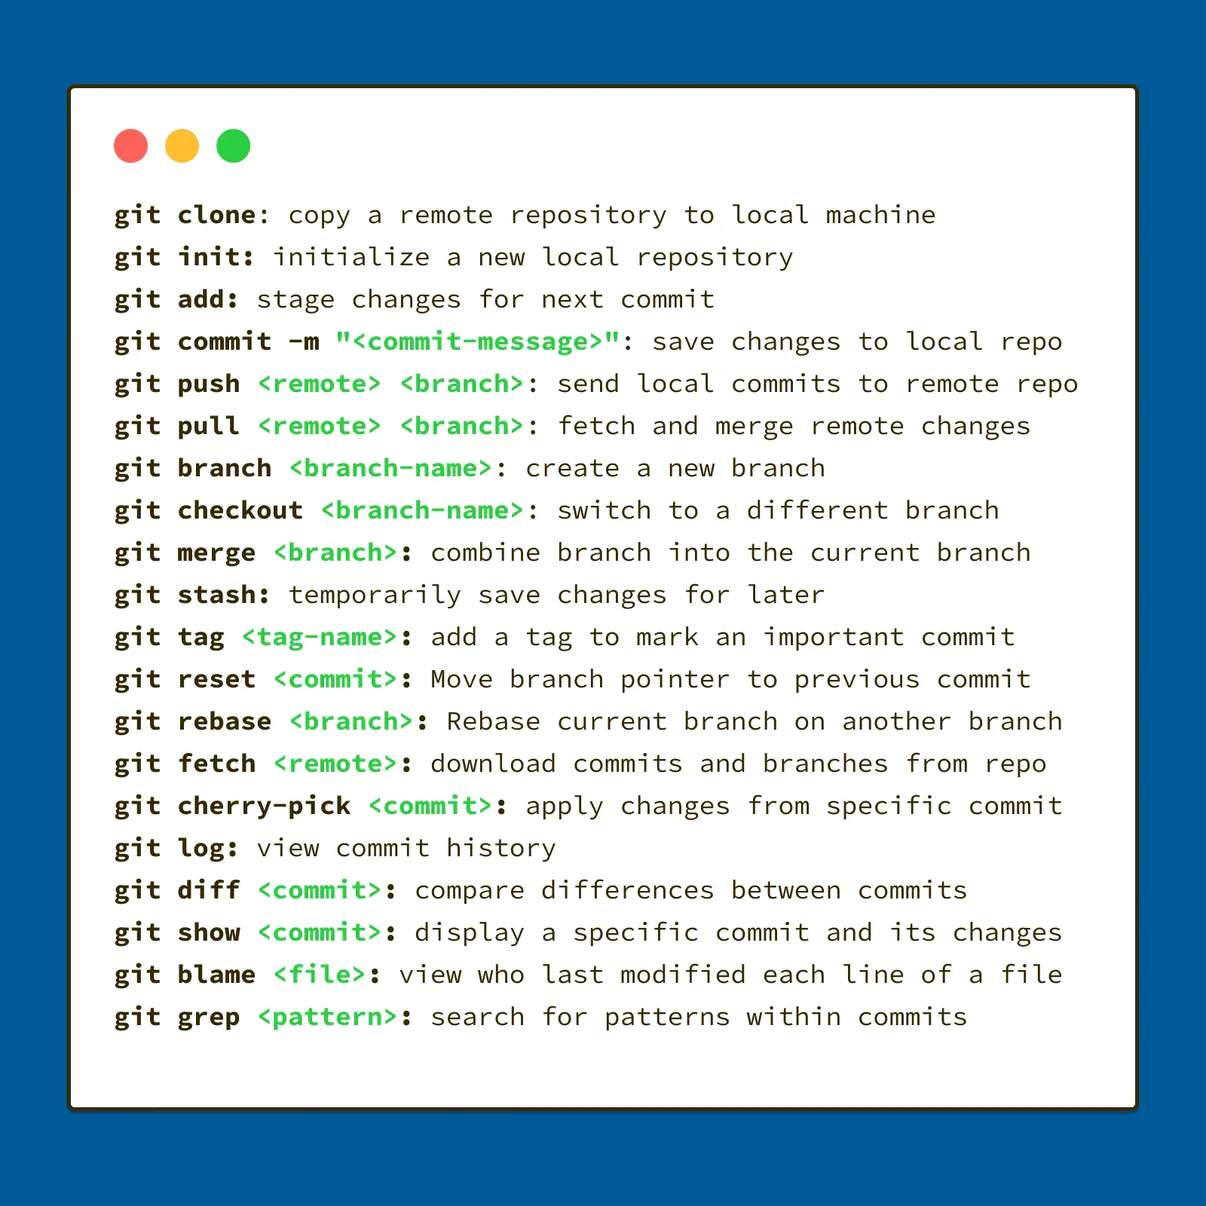 git clone: copy a remote repository to local machine
git init: initialize a new local repository
git add: stage changes for next commit
git commit -m "<commit-message>": save changes to local repo
git push <remote> <branch>: send local commits to remote repo
git pull <remote> <branch>: fetch and merge remote changes
git branch <branch-name>: create a new branch
git checkout <branch-name>: switch to a different branch
git merge <branch>: combine branch into the current branch
git stash: temporarily save changes for later
git tag <tag-name>: add a tag to mark an important commit
git reset <commit>: Move branch pointer to previous commit
git rebase <branch>: Rebase current branch on another branch
git fetch <remote>: download commits and branches from repo
git cherry-pick <commit>: apply changes from specific commit
git log: view commit history
git diff <commit>: compare differences between commits
git show <commit>: display a specific commit and its changes
git blame <file>: view who last modified each line of a file
git grep <pattern>: search for patterns within commits